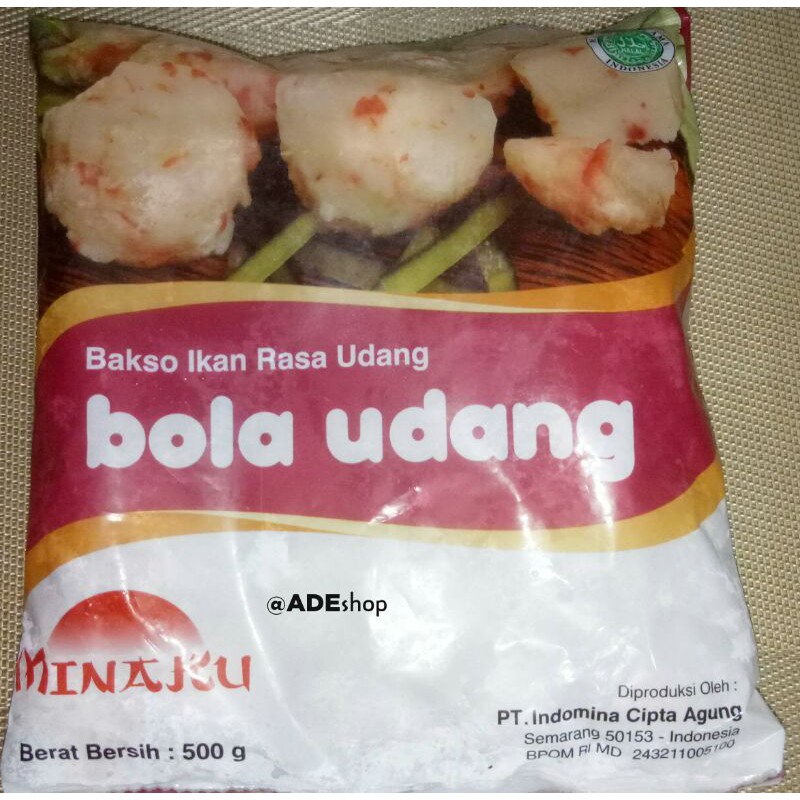 HALAL
INDONESIA
Bakso Ikan Rasa Udang
bola udang
@ADEshop
MINAKU
Diproduksi Oleh :
PT. Indomina Cipta Agung
Semarang 50153 - Indonesia
Berat Bersih : 500 g
BPOM RI MD 243211005100